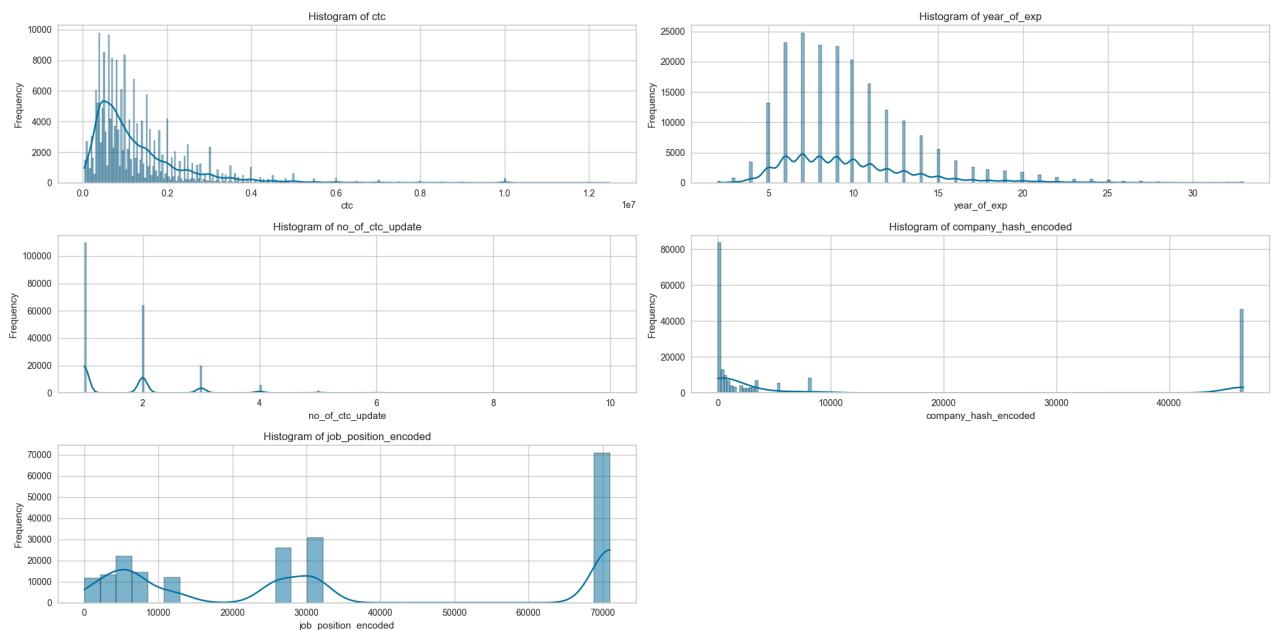 Histogram of ctc
Frequency
10000
8000
6000
4000
2000
0
0.0 0.2 0.4 0.6 0.8 1.0 1.2
1e7
ctc
Histogram of year_of_exp
Frequency
25000
20000
15000
10000
5000
0
5 10 15 20 25 30
year_of_exp
Histogram of no_of_ctc_update
Frequency
100000
80000
60000
40000
20000
0
2 4 6 8 10
no_of_ctc_update
Histogram of company_hash_encoded
Frequency
80000
60000
40000
20000
0
0 10000 20000 30000 40000
company_hash_encoded
Histogram of job_position_encoded
Frequency
70000
60000
50000
40000
30000
20000
10000
0
0 10000 20000 30000 40000 50000 60000 70000
job_position_encoded